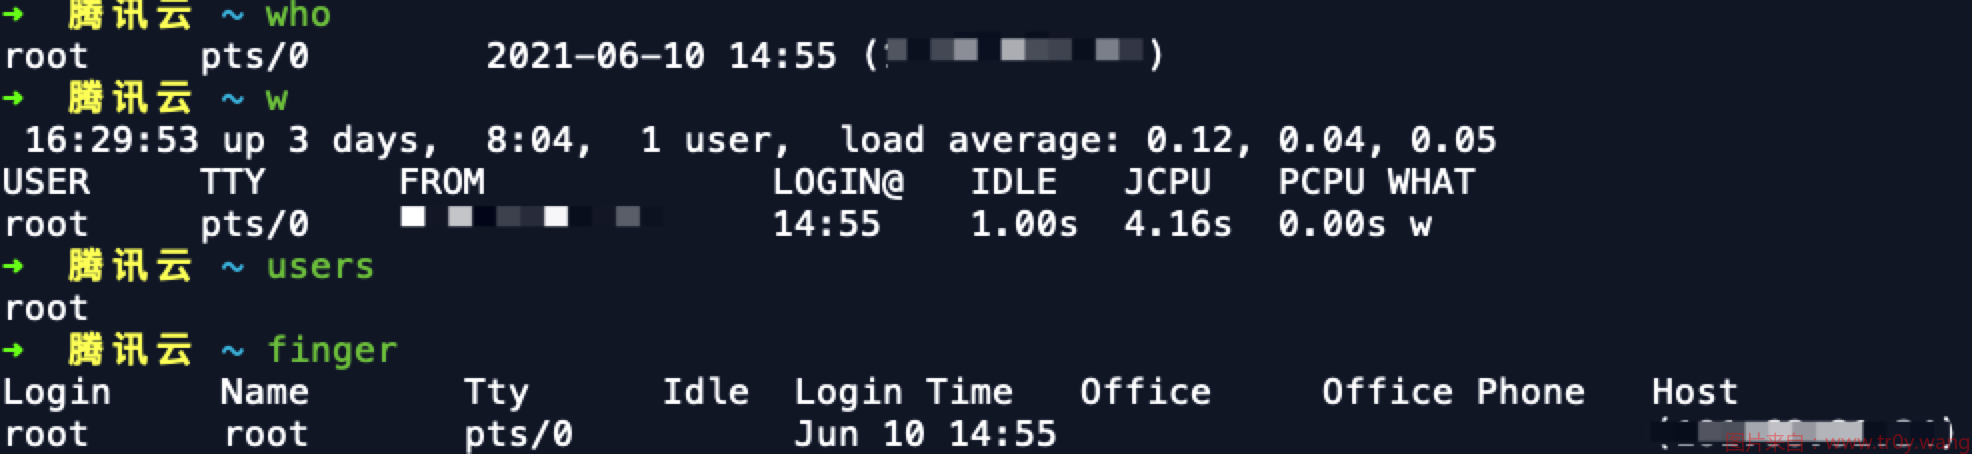 ➜ 腾讯云 ~ who
root pts/0 2021-06-10 14:55 ( )
➜ 腾讯云 ~ w
16:29:53 up 3 days, 8:04, 1 user, load average: 0.12, 0.04, 0.05
USER TTY FROM LOGIN@ IDLE JCPU PCPU WHAT
root pts/0 14:55 1.00s 4.16s 0.00s w
➜ 腾讯云 ~ users
root
➜ 腾讯云 ~ finger
Login Name Tty Idle Login Time Office Office Phone Host
root root pts/0 Jun 10 14:55 ( )
图片来自：www.tr0y.wang